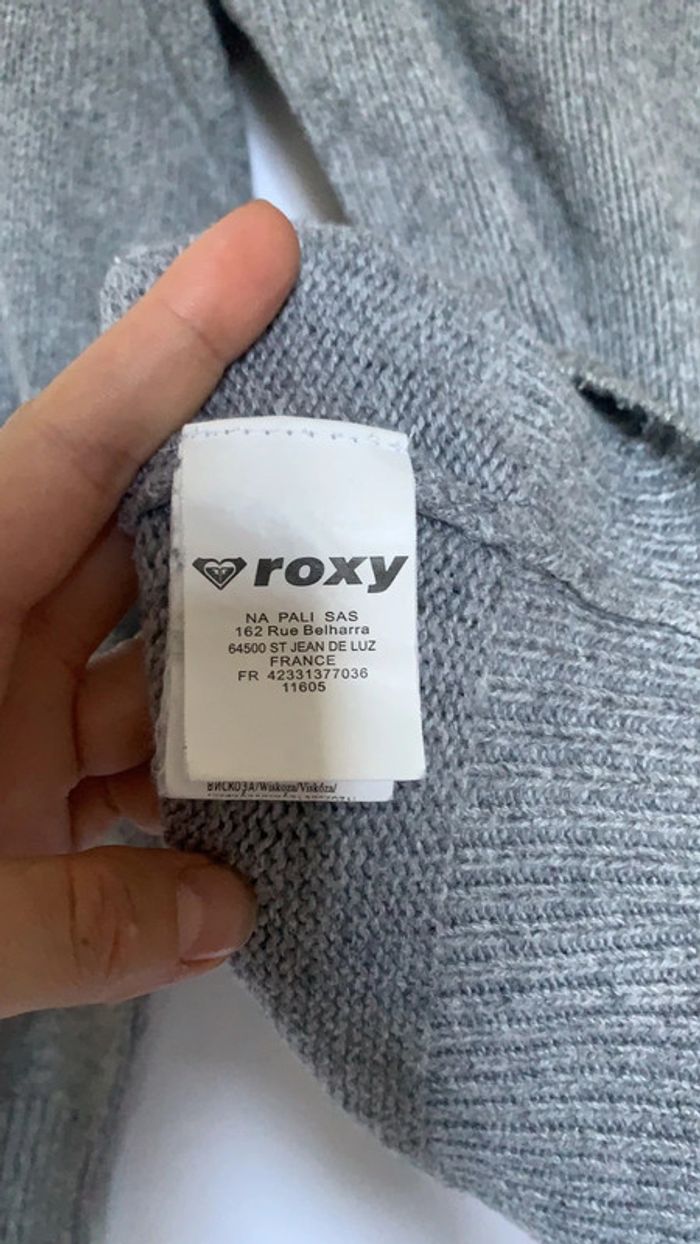 roxy
NA PALI SAS
162 Rue Belharra
64500 ST JEAN DE LUZ
FRANCE
FR 42331377036
11605
ВИСКОЗА/Wiskoza/Viskóza/